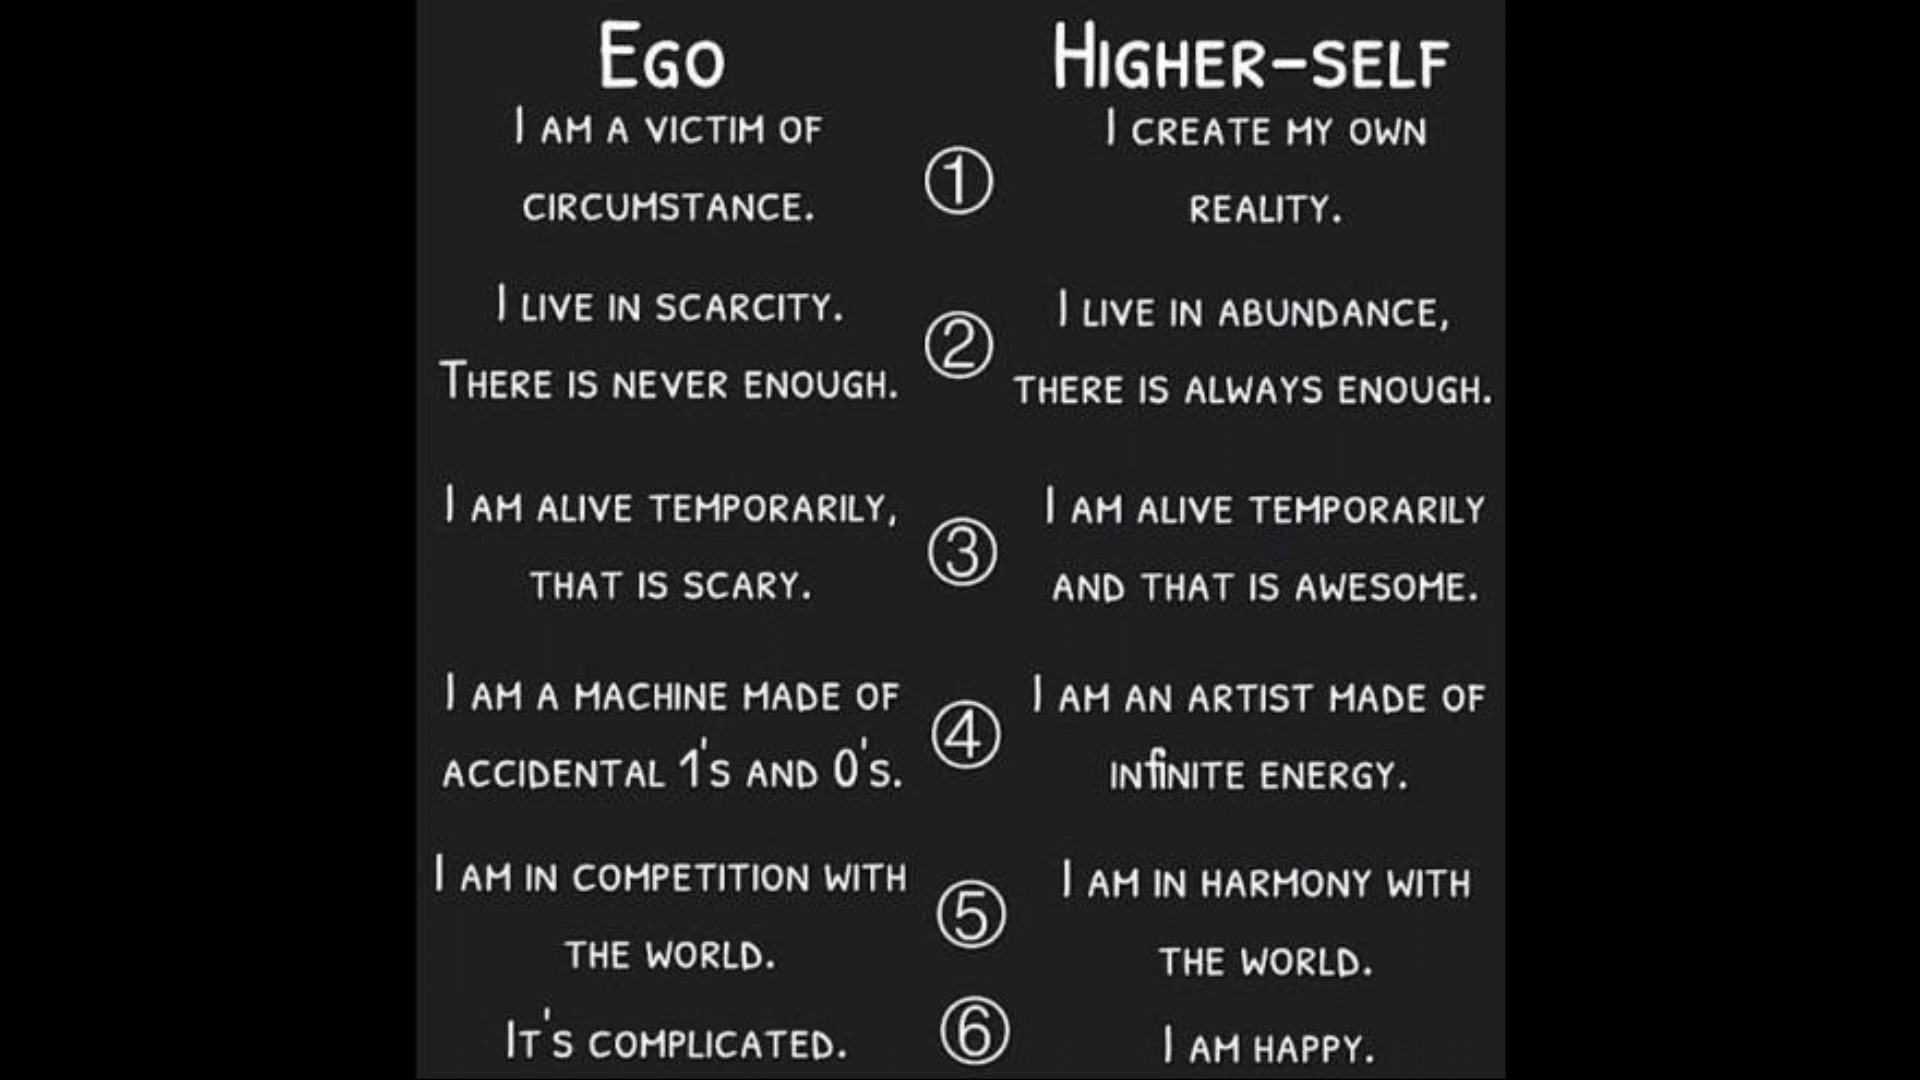 Ego Higher-self
I am a victim of
circumstance.
1
I create my own
reality.
I live in scarcity.
There is never enough.
2
I live in abundance,
there is always enough.
I am alive temporarily,
that is scary.
3
I am alive temporarily
and that is awesome.
I am a machine made of
accidental 1's and 0's.
4
I am an artist made of
infinite energy.
I am in competition with
the world.
5
I am in harmony with
the world.
It's complicated.
6
I am happy.